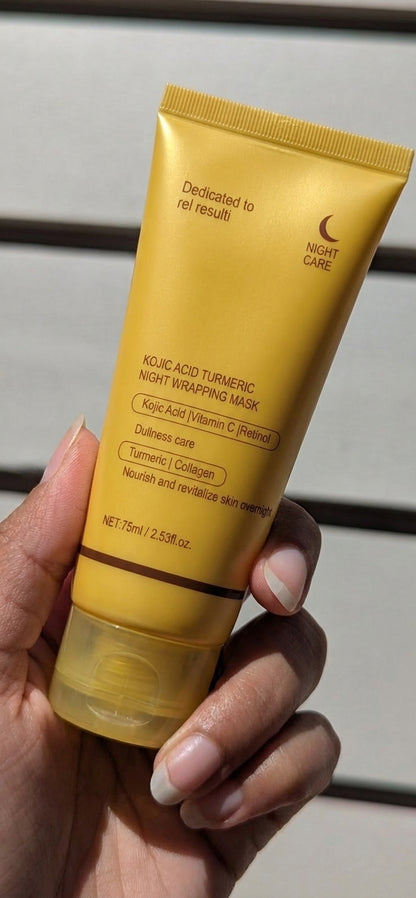 Dedicated to
rel resulti
NIGHT
CARE
KOJIC ACID TURMERIC
NIGHT WRAPPING MASK
Kojic Acid |Vitamin C |Retinol
Dullness care
Turmeric | Collagen
Nourish and revitalize skin overnight
NET:75ml / 2.53fl.oz.